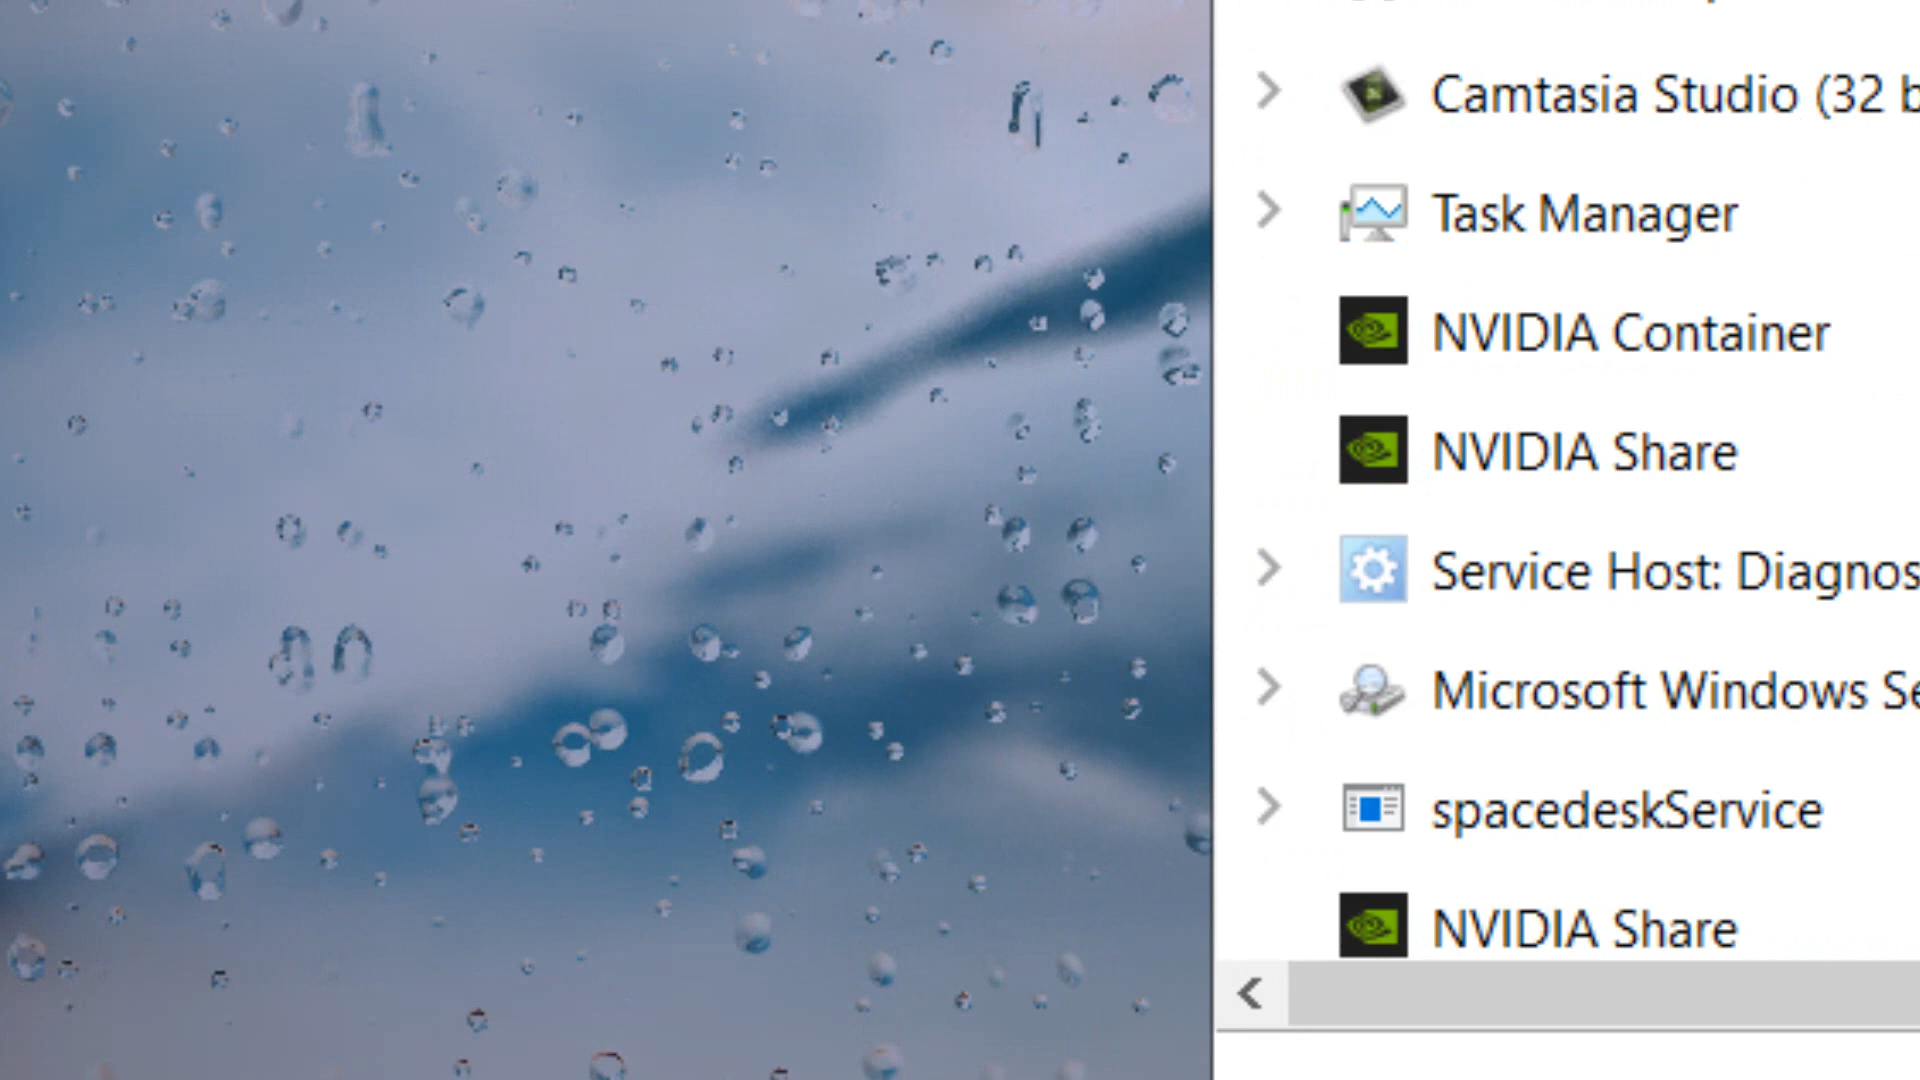 Camtasia Studio (32 b
Task Manager
NVIDIA Container
NVIDIA Share
Service Host: Diagnos
Microsoft Windows Se
spacedeskService
NVIDIA Share